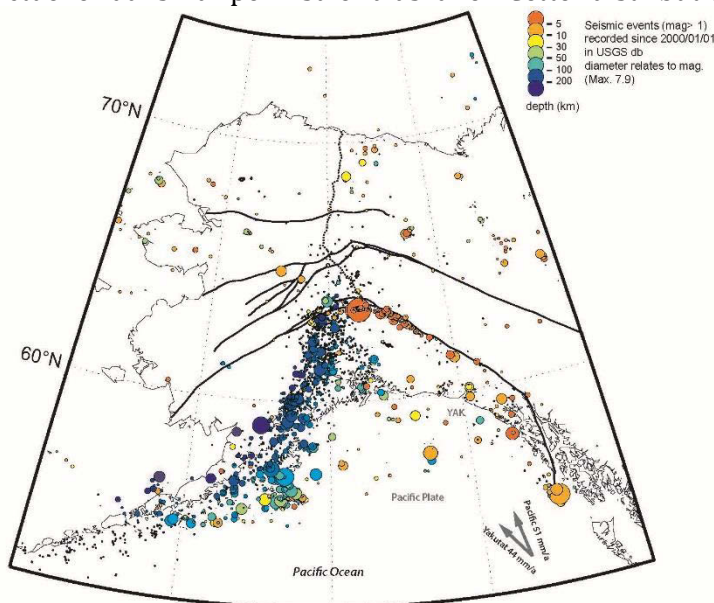 5
10
30
50
100
200
depth (km)
Seismic events (mag> 1)
recorded since 2000/01/01
in USGS db
diameter relates to mag.
(Max. 7.9)
70°N
60°N
YAK
Pacific Plate
Pacific 51 mm/a
Yakutat 44 mm/a
Pacific Ocean